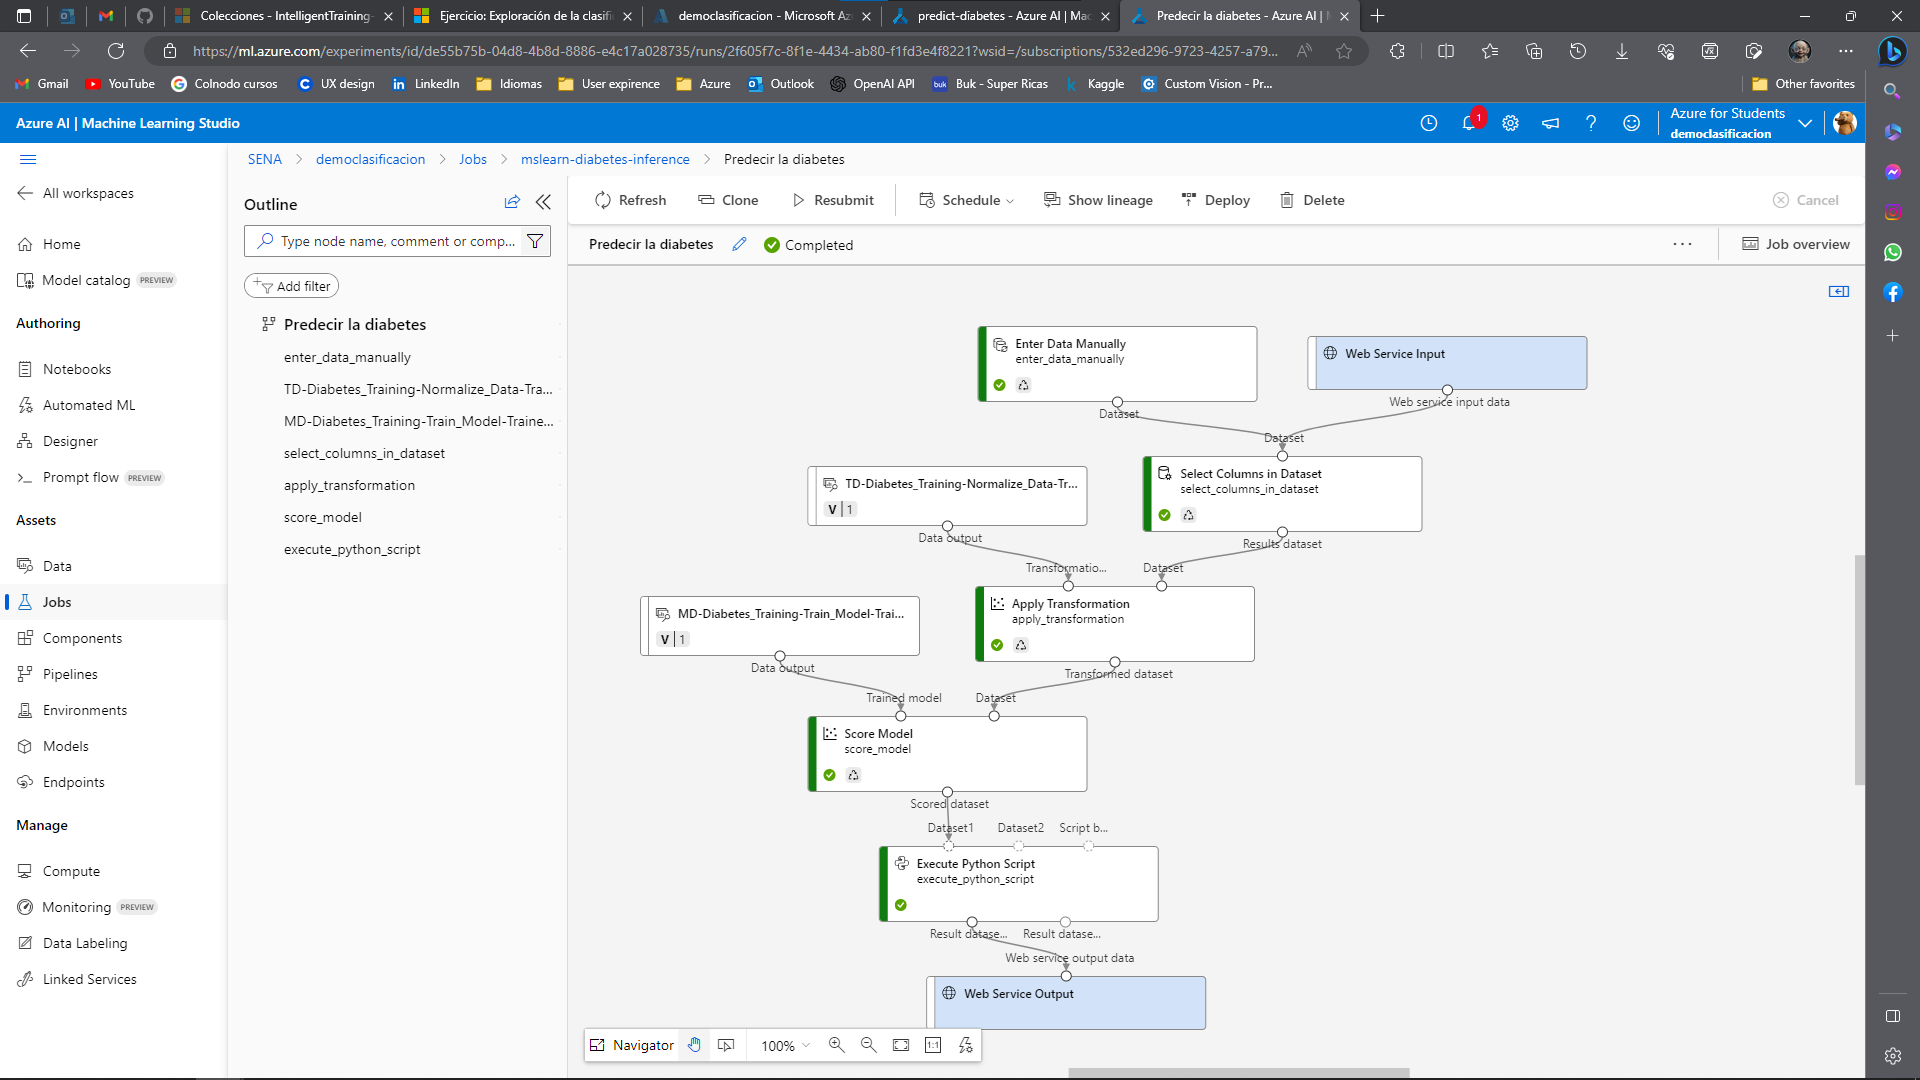 Colecciones - IntelligentTraining-
Ejercicio: Exploración de la clasifi
democlasificacion - Microsoft Az
predict-diabetes - Azure AI | Mac
Predecir la diabetes - Azure AI | M
https://ml.azure.com/experiments/id/de55b75b-04d8-4b8d-8886-e4c17a028735/runs/2f605f7c-8f1e-4434-ab80-f1fd3e4f8221?wsid=/subscriptions/532ed296-9723-4257-a79...
Gmail
YouTube
Colnodo cursos
UX design
LinkedIn
Idiomas
User expirence
Azure
Outlook
OpenAI API
buk
Buk - Super Ricas
Kaggle
Custom Vision - Pr...
Other favorites
Azure AI | Machine Learning Studio
1
Azure for Students
democlasificacion
SENA > democlasificacion > Jobs > mslearn-diabetes-inference > Predecir la diabetes
All workspaces
Home
Model catalog PREVIEW
Authoring
Notebooks
Automated ML
Designer
Prompt flow PREVIEW
Assets
Data
Jobs
Components
Pipelines
Environments
Models
Endpoints
Manage
Compute
Monitoring PREVIEW
Data Labeling
Linked Services
Outline
Type node name, comment or comp...
Add filter
Predecir la diabetes
enter_data_manually
TD-Diabetes_Training-Normalize_Data-Tra...
MD-Diabetes_Training-Train_Model-Traine...
select_columns_in_dataset
apply_transformation
score_model
execute_python_script
Refresh
Clone
Resubmit
Schedule
Show lineage
Deploy
Delete
Cancel
Predecir la diabetes
Completed
...
Job overview
Enter Data Manually
enter_data_manually
Dataset
Web Service Input
Web service input data
Dataset
Select Columns in Dataset
select_columns_in_dataset
Results dataset
TD-Diabetes_Training-Normalize_Data-Tr...
V | 1
Data output
Transformatio...
Dataset
Apply Transformation
apply_transformation
Transformed dataset
MD-Diabetes_Training-Train_Model-Trai...
V | 1
Data output
Trained model
Dataset
Score Model
score_model
Scored dataset
Dataset1
Dataset2
Script b...
Execute Python Script
execute_python_script
Result datase...
Result datase...
Web service output data
Web Service Output
Navigator
100%
1:1